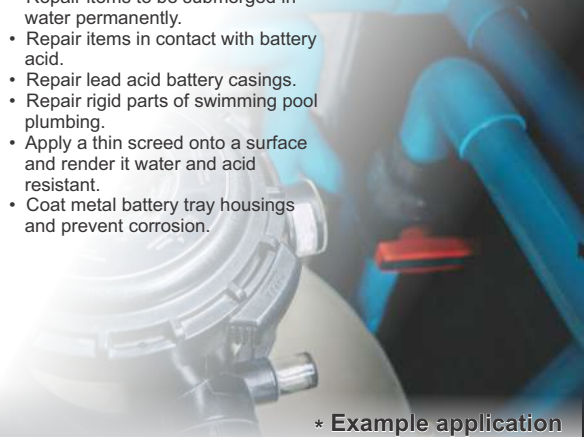 Repair items to be submerged in
water permanently.
• Repair items in contact with battery
acid.
• Repair lead acid battery casings.
• Repair rigid parts of swimming pool
plumbing.
• Apply a thin screed onto a surface
and render it water and acid
resistant.
• Coat metal battery tray housings
and prevent corrosion.
* Example application